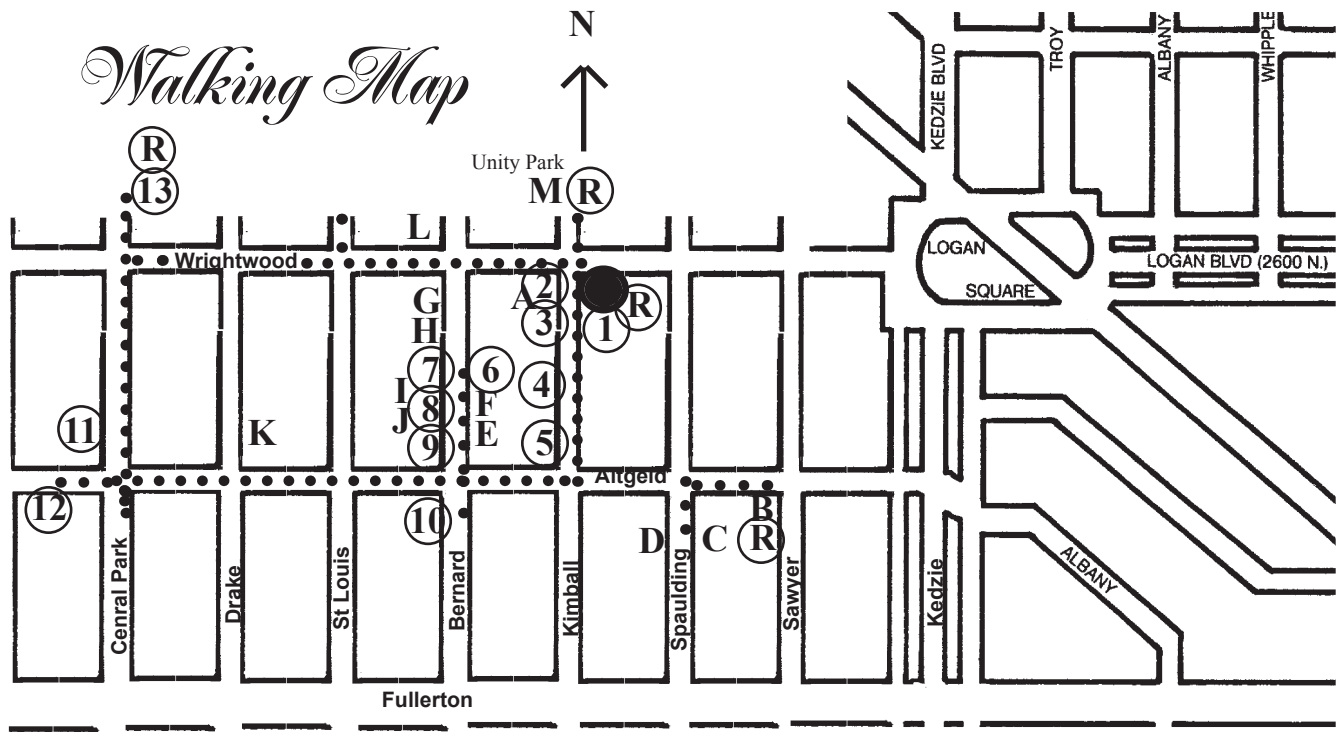 N
Walking Map
KEDZIE BLVD
TROY
ALBANY
WHIPPLE
R
13
Unity Park
M R
L
Wrightwood
LOGAN
SQUARE
LOGAN BLVD (2600 N.)
A 2
R
G
H
3
1
7
6
4
I
8
F
J
9
E
5
K
11
Altgeld
12
10
B
D
C
R
Cenral Park
Drake
St Louis
Bernard
Kimball
Spaulding
Sawyer
Kedzie
ALBANY
Fullerton